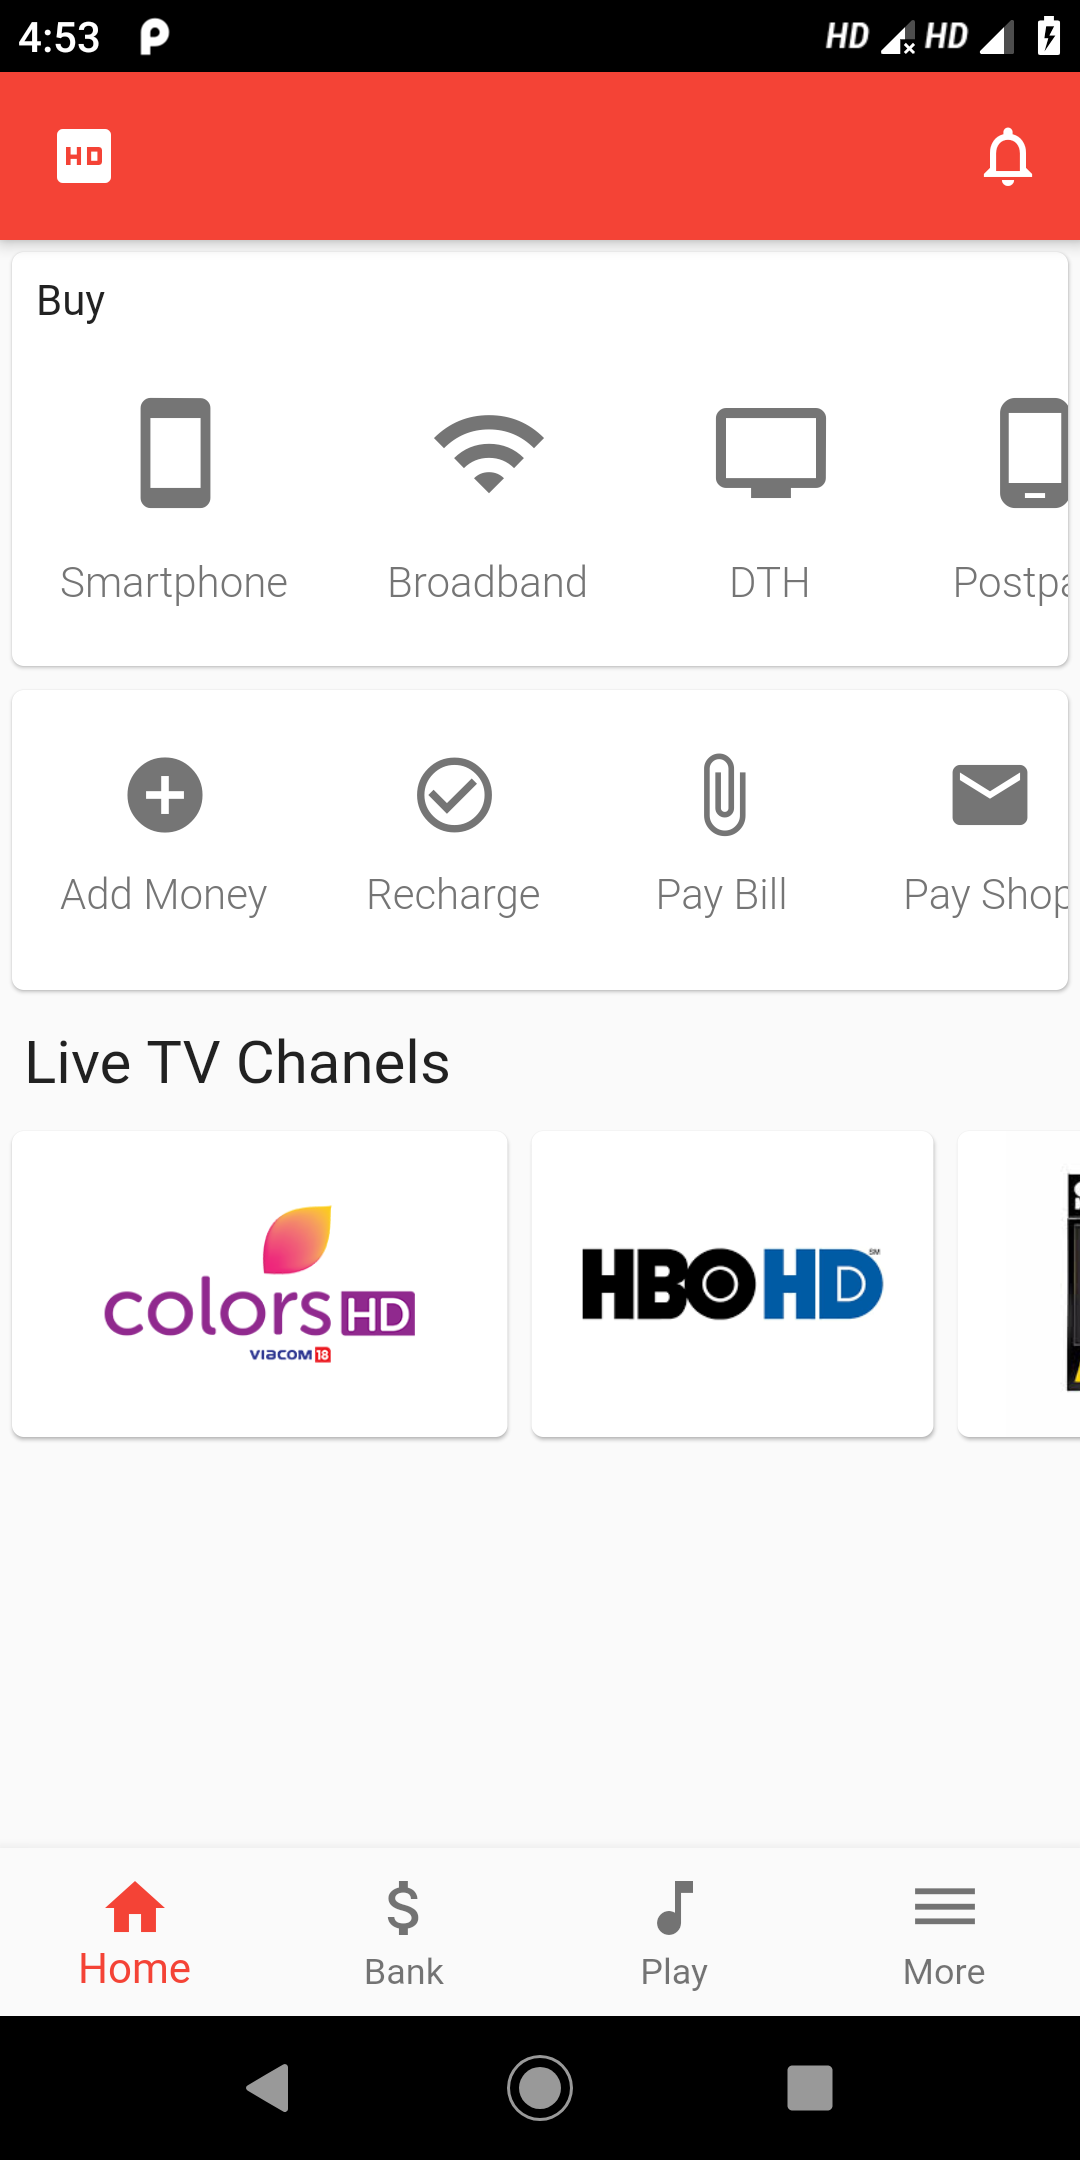 4:53 HD HD
HD
Buy
Smartphone Broadband DTH Postpa
Add Money Recharge Pay Bill Pay Shop
Live TV Chanels
colors HD
VIACOM 18
HBO HD SM
Home Bank Play More